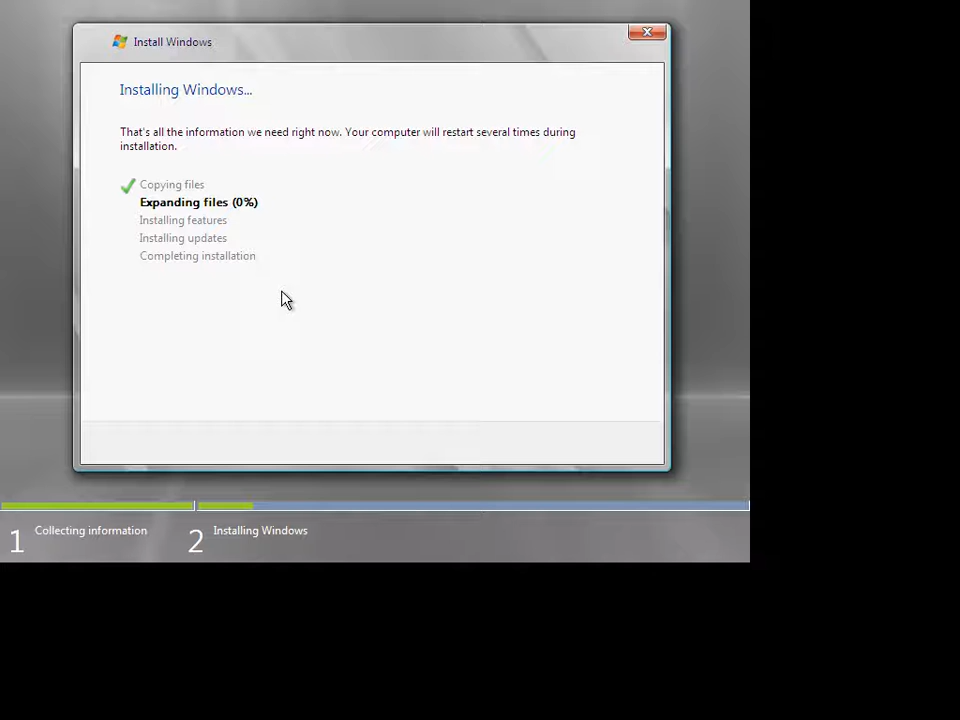 Install Windows
Installing Windows...
That's all the information we need right now. Your computer will restart several times during
installation.
Copying files
Expanding files (0%)
Installing features
Installing updates
Completing installation
1 Collecting information 2 Installing Windows